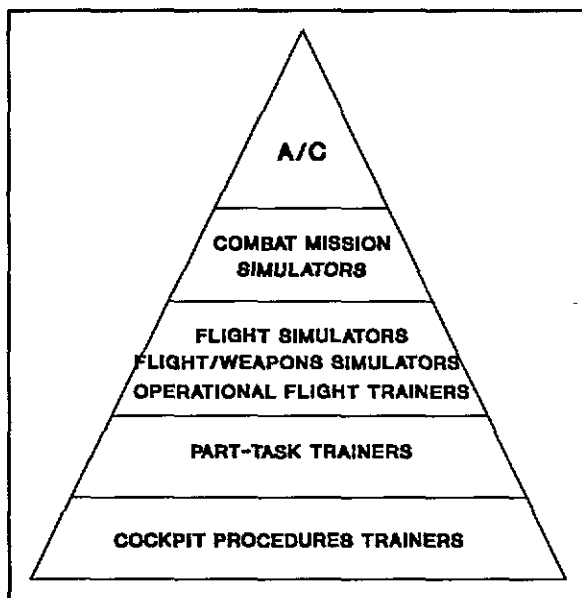 A/C
COMBAT MISSION
SIMULATORS
FLIGHT SIMULATORS
FLIGHT/WEAPONS SIMULATORS
OPERATIONAL FLIGHT TRAINERS
PART-TASK TRAINERS
COCKPIT PROCEDURES TRAINERS